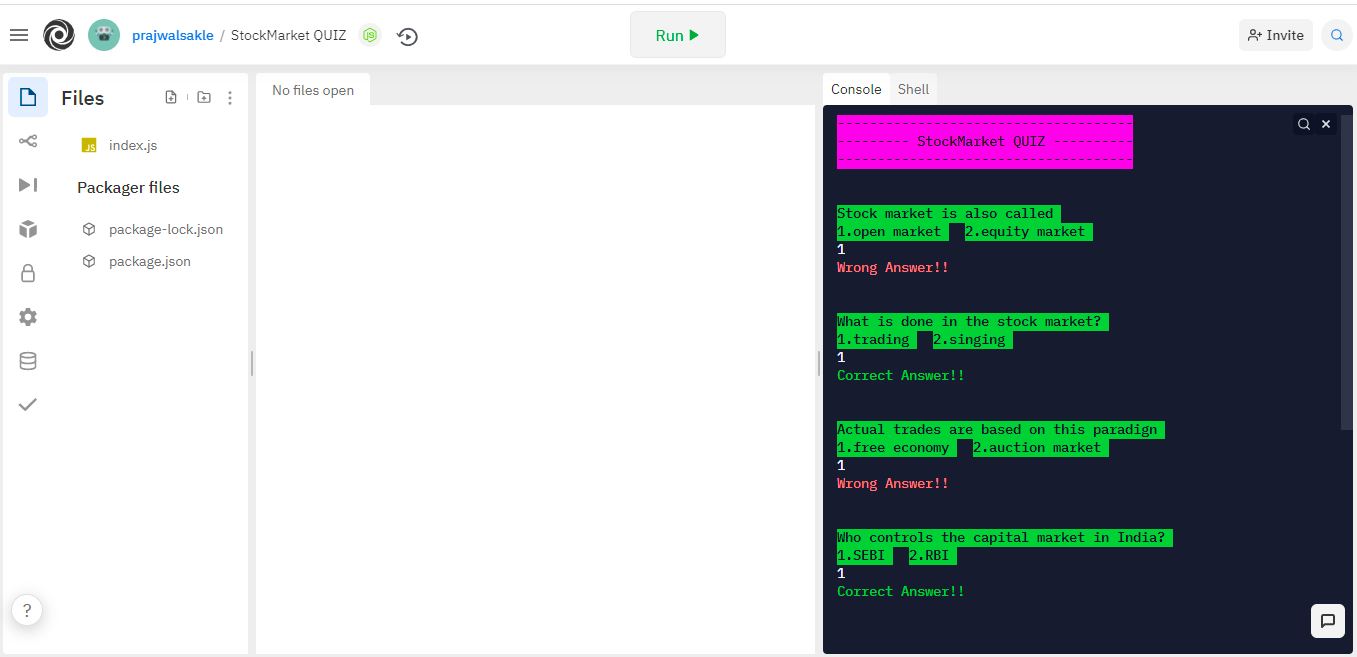 prajwalsakle / StockMarket QUIZ
Run
Invite
Files
index.js
Packager files
package-lock.json
package.json
?
No files open
Console Shell
-------------------------------------
--------- StockMarket QUIZ ----------
-------------------------------------
Stock market is also called
1.open market 2.equity market
1
Wrong Answer!!
What is done in the stock market?
1.trading 2.singing
1
Correct Answer!!
Actual trades are based on this paradign
1.free economy 2.auction market
1
Wrong Answer!!
Who controls the capital market in India?
1.SEBI 2.RBI
1
Correct Answer!!